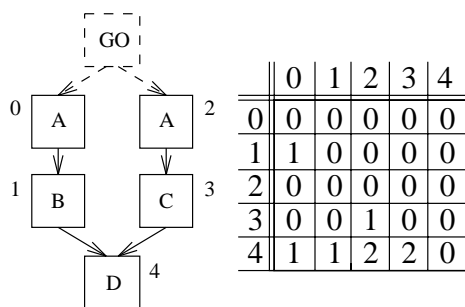 GO
0 A A 2
1 B C 3
D 4
0 1 2 3 4
0 0 0 0 0 0
1 1 0 0 0 0
2 0 0 0 0 0
3 0 0 1 0 0
4 1 1 2 2 0